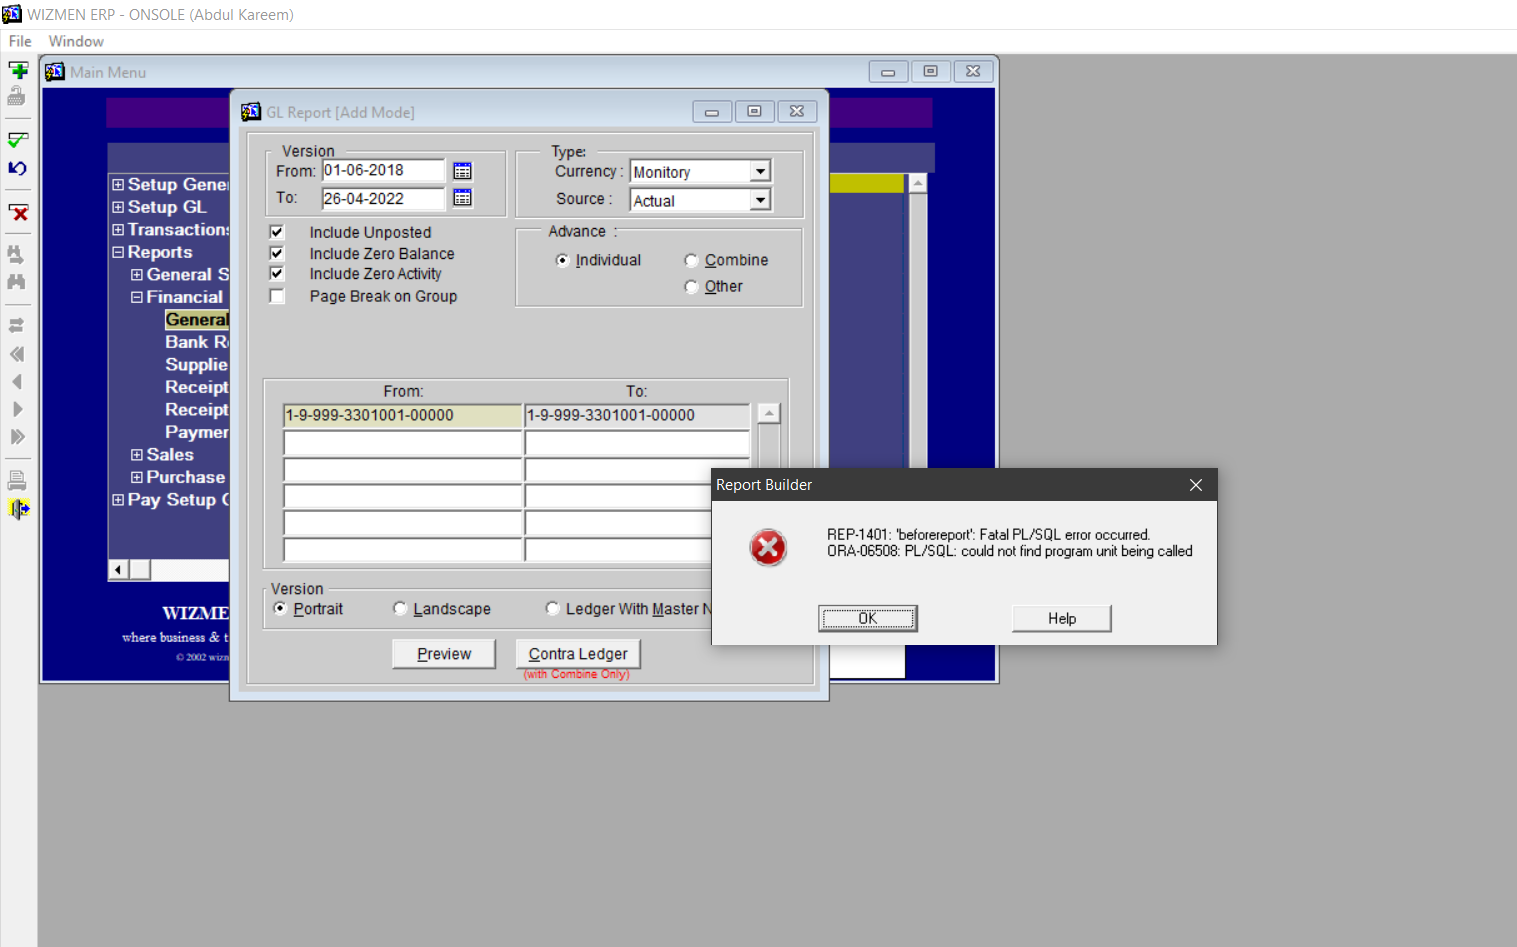 WIZMEN ERP - ONSOLE (Abdul Kareem)
File Window
Main Menu
GL Report [Add Mode]
Version
From: 01-06-2018
To: 26-04-2022
Type:
Currency : Monitory
Source : Actual
Include Unposted
Include Zero Balance
Include Zero Activity
Page Break on Group
Advance :
Individual
Combine
Other
Setup Gene
Setup GL
Transactions
Reports
General S
Financial
General
Bank R
Supplie
Receipt
Receipt
Paymer
Sales
Purchase
Pay Setup
WIZME
where business & t
© 2002 wizn
From: To:
1-9-999-3301001-00000 1-9-999-3301001-00000
Version
Portrait Landscape Ledger With Master N
Preview Contra Ledger
(with Combine Only)
Report Builder
REP-1401: 'beforereport': Fatal PL/SQL error occurred.
ORA-06508: PL/SQL: could not find program unit being called
OK Help